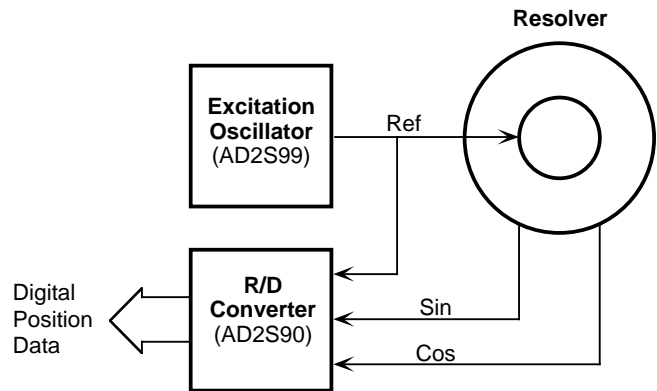 Resolver
Excitation
Oscillator
(AD2S99)
Ref
R/D
Converter
(AD2S90)
Sin
Cos
Digital
Position
Data